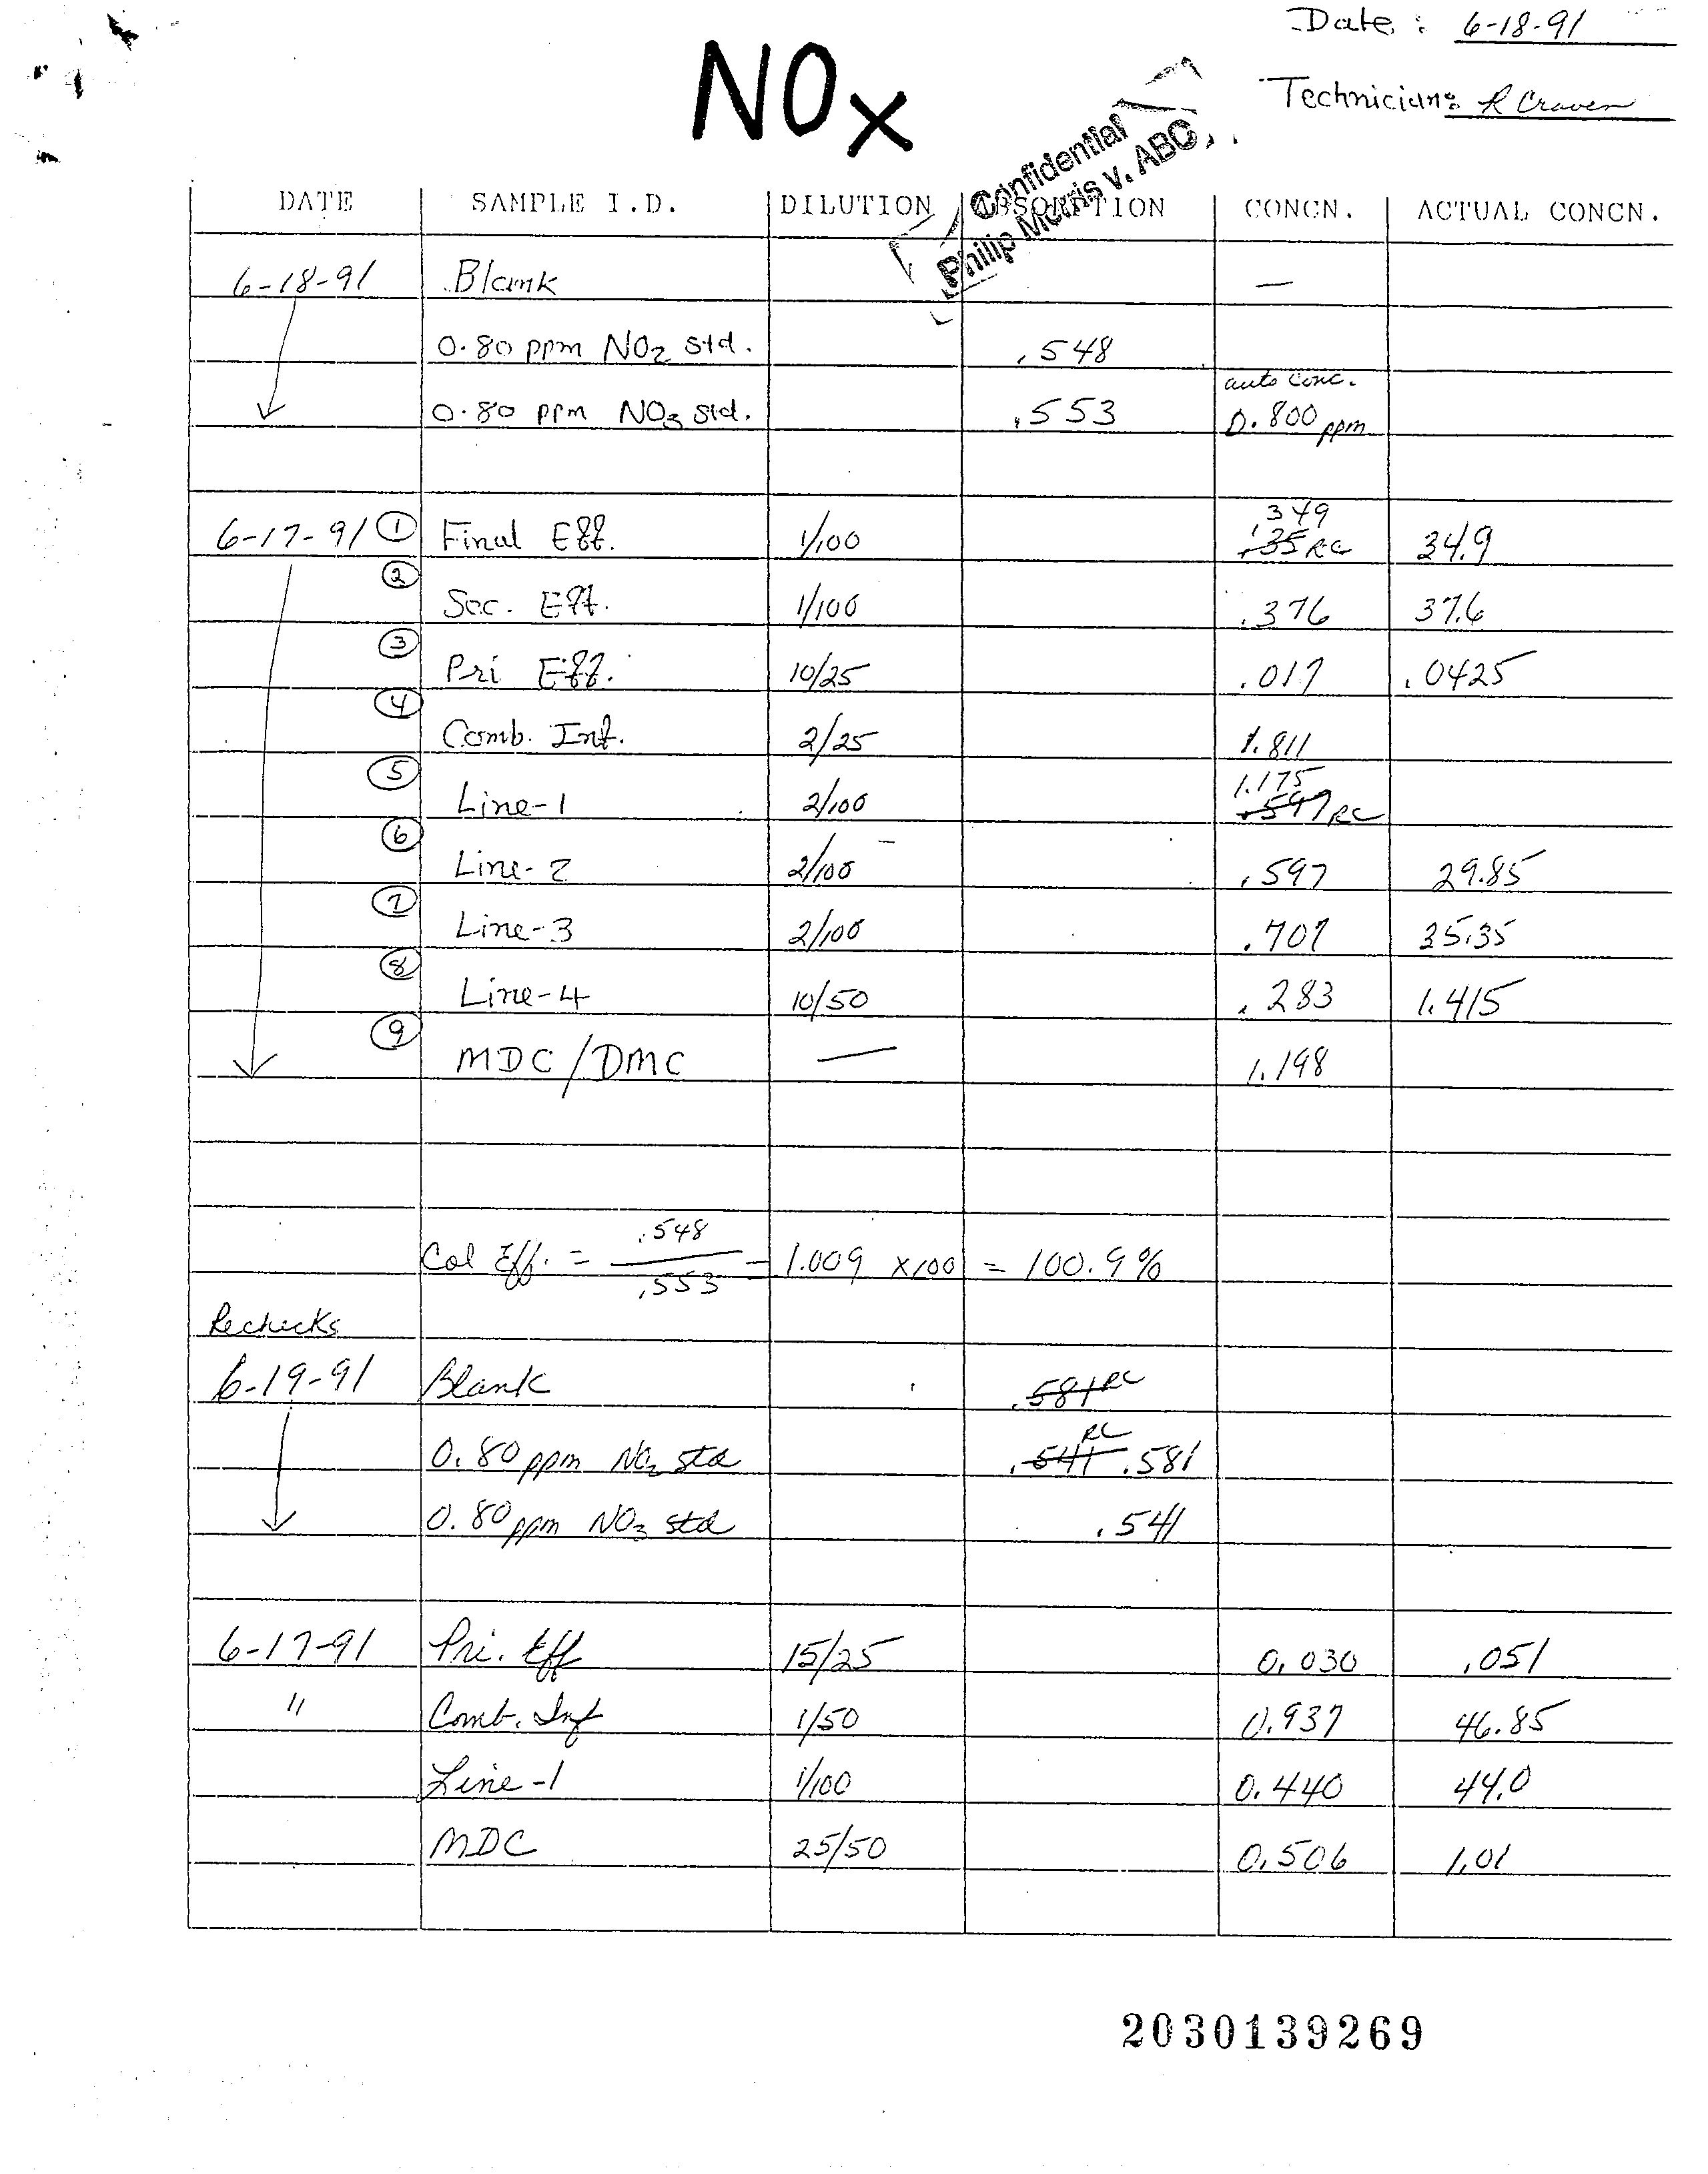 Date: 6-18-91
NOx
Technician: R Craven
Confidential
Philip Morris v. ABC
DATE SAMPLE I.D. DILUTION ABSORPTION CONCN. ACTUAL CONCN.
6-18-91 Blank —
0.80 ppm NO2 std. .548
auto conc.
0.80 ppm NO3 std. .553 0.800 ppm
.349
6-17-91 ① Final Eff. 1/100 .35 RC 34.9
② Sec. Eff. 1/100 .376 37.6
③ Pri Eff. 10/25 .017 .0425
④ Comb. Inf. 2/25 1.811
1.175
⑤ Line-1 2/100 .597 RC
⑥ Line-2 2/100 .597 29.85
⑦ Line-3 2/100 .707 35.35
⑧ Line-4 10/50 .283 1.415
⑨ MDC/DMC — 1.198
.548
Col Eff. = = 1.009 x100 = 100.9%
.553
Rechecks
6-19-91 Blank .581 RC
RC
0.80 ppm NO2 std .541 .581
0.80 ppm NO3 std .541
6-17-91 Pri. Eff 15/25 0.030 .051
" Comb. Inf 1/50 0.937 46.85
Line-1 1/100 0.440 44.0
MDC 25/50 0.506 1.01
2030139269